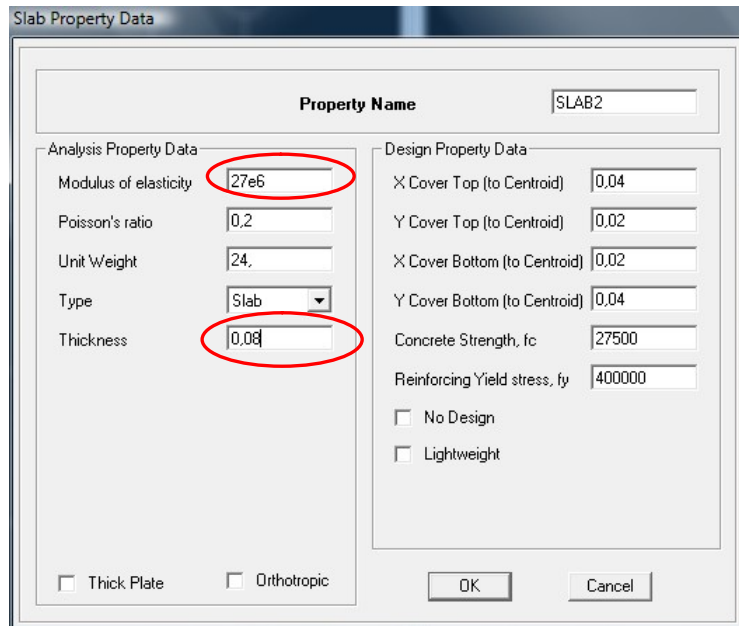 Slab Property Data
Property Name SLAB2
Analysis Property Data
Modulus of elasticity 27e6
Poisson's ratio 0,2
Unit Weight 24,
Type Slab
Thickness 0,08
Thick Plate Orthotropic
Design Property Data
X Cover Top (to Centroid) 0,04
Y Cover Top (to Centroid) 0,02
X Cover Bottom (to Centroid) 0,02
Y Cover Bottom (to Centroid) 0,04
Concrete Strength, fc 27500
Reinforcing Yield stress, fy 400000
No Design
Lightweight
OK Cancel